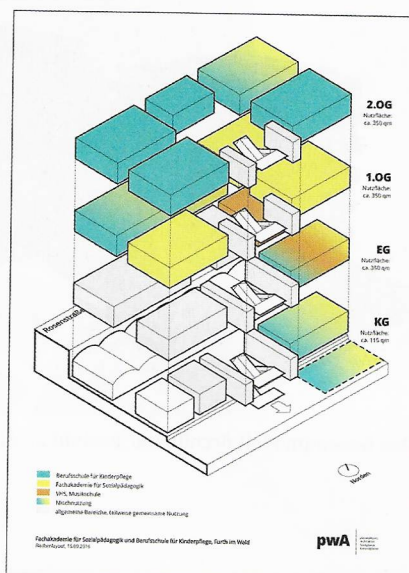 2.OG
Nutzfläche:
ca. 350 qm
1.OG
Nutzfläche:
ca. 350 qm
EG
Nutzfläche:
ca. 350 qm
KG
Nutzfläche:
ca. 115 qm
Rosenstraße
Norden
Berufsschule für Kinderpflege
Fachakademie für Sozialpädagogik
VHS, Musikschule
Mischnutzung
allgemeine Bereiche, teilweise gemeinsame Nutzung
Fachakademie für Sozialpädagogik und Berufsschule für Kinderpflege, Furth im Wald
pwA